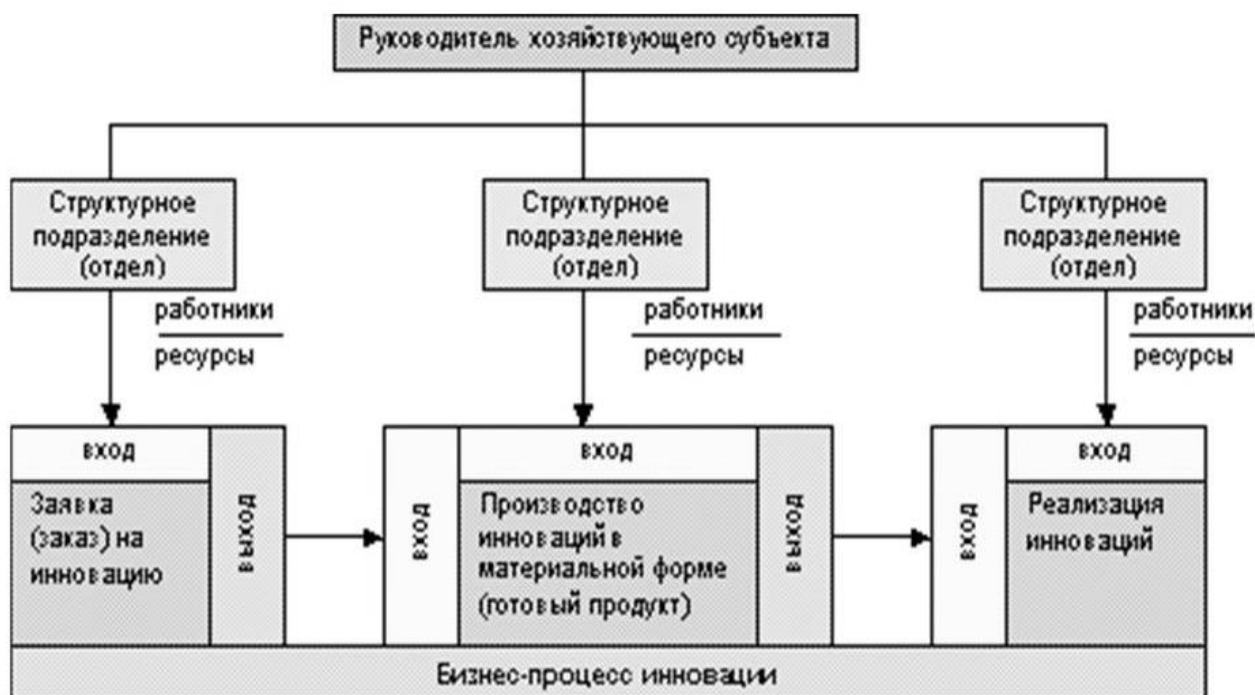 Руководитель хозяйствующего субъекта
Структурное
подразделение
(отдел)
Структурное
подразделение
(отдел)
Структурное
подразделение
(отдел)
работники
ресурсы
работники
ресурсы
работники
ресурсы
вход
Заявка
(заказ) на
инновацию
выход
вход
вход
Производство
инноваций в
материальной форме
(готовый продукт)
выход
вход
вход
Реализация
инноваций
Бизнес-процесс инновации